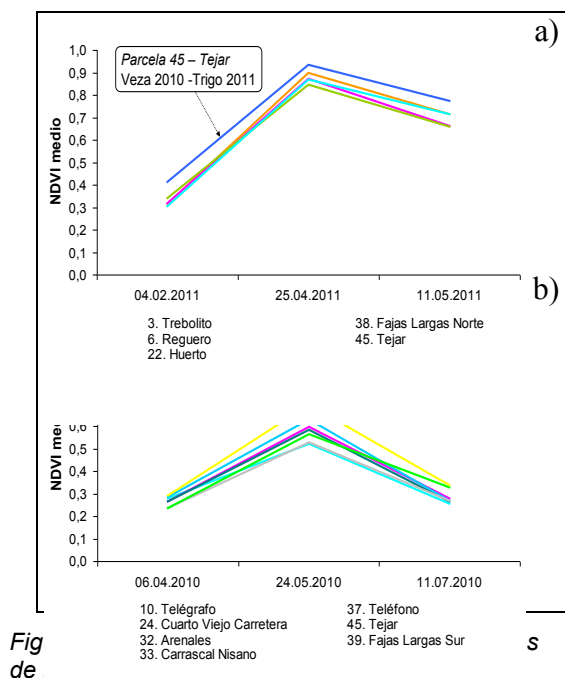 a)
Parcela 45 – Tejar
Veza 2010 -Trigo 2011
NDVI medio
1,0
0,9
0,8
0,7
0,6
0,5
0,4
0,3
0,2
0,1
0,0
04.02.2011 25.04.2011 11.05.2011
b)
3. Trebolito 38. Fajas Largas Norte
6. Reguero 45. Tejar
22. Huerto
NDVI me
0,6
0,5
0,4
0,3
0,2
0,1
0,0
06.04.2010 24.05.2010 11.07.2010
10. Telégrafo 37. Teléfono
24. Cuarto Viejo Carretera 45. Tejar
32. Arenales 39. Fajas Largas Sur
33. Carrascal Nisano
Fig s
de